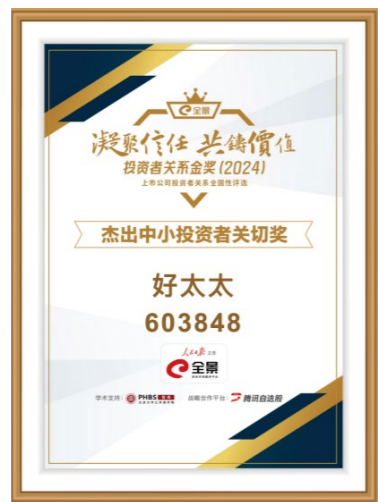 全景
凝聚信任 共鑄價值
投资者关系金奖(2024)
上市公司投资者关系全国性评选
杰出中小投资者关切奖
好太太
603848
人民日报
全景
学术支持: PHBS 战略合作平台: 腾讯自选股